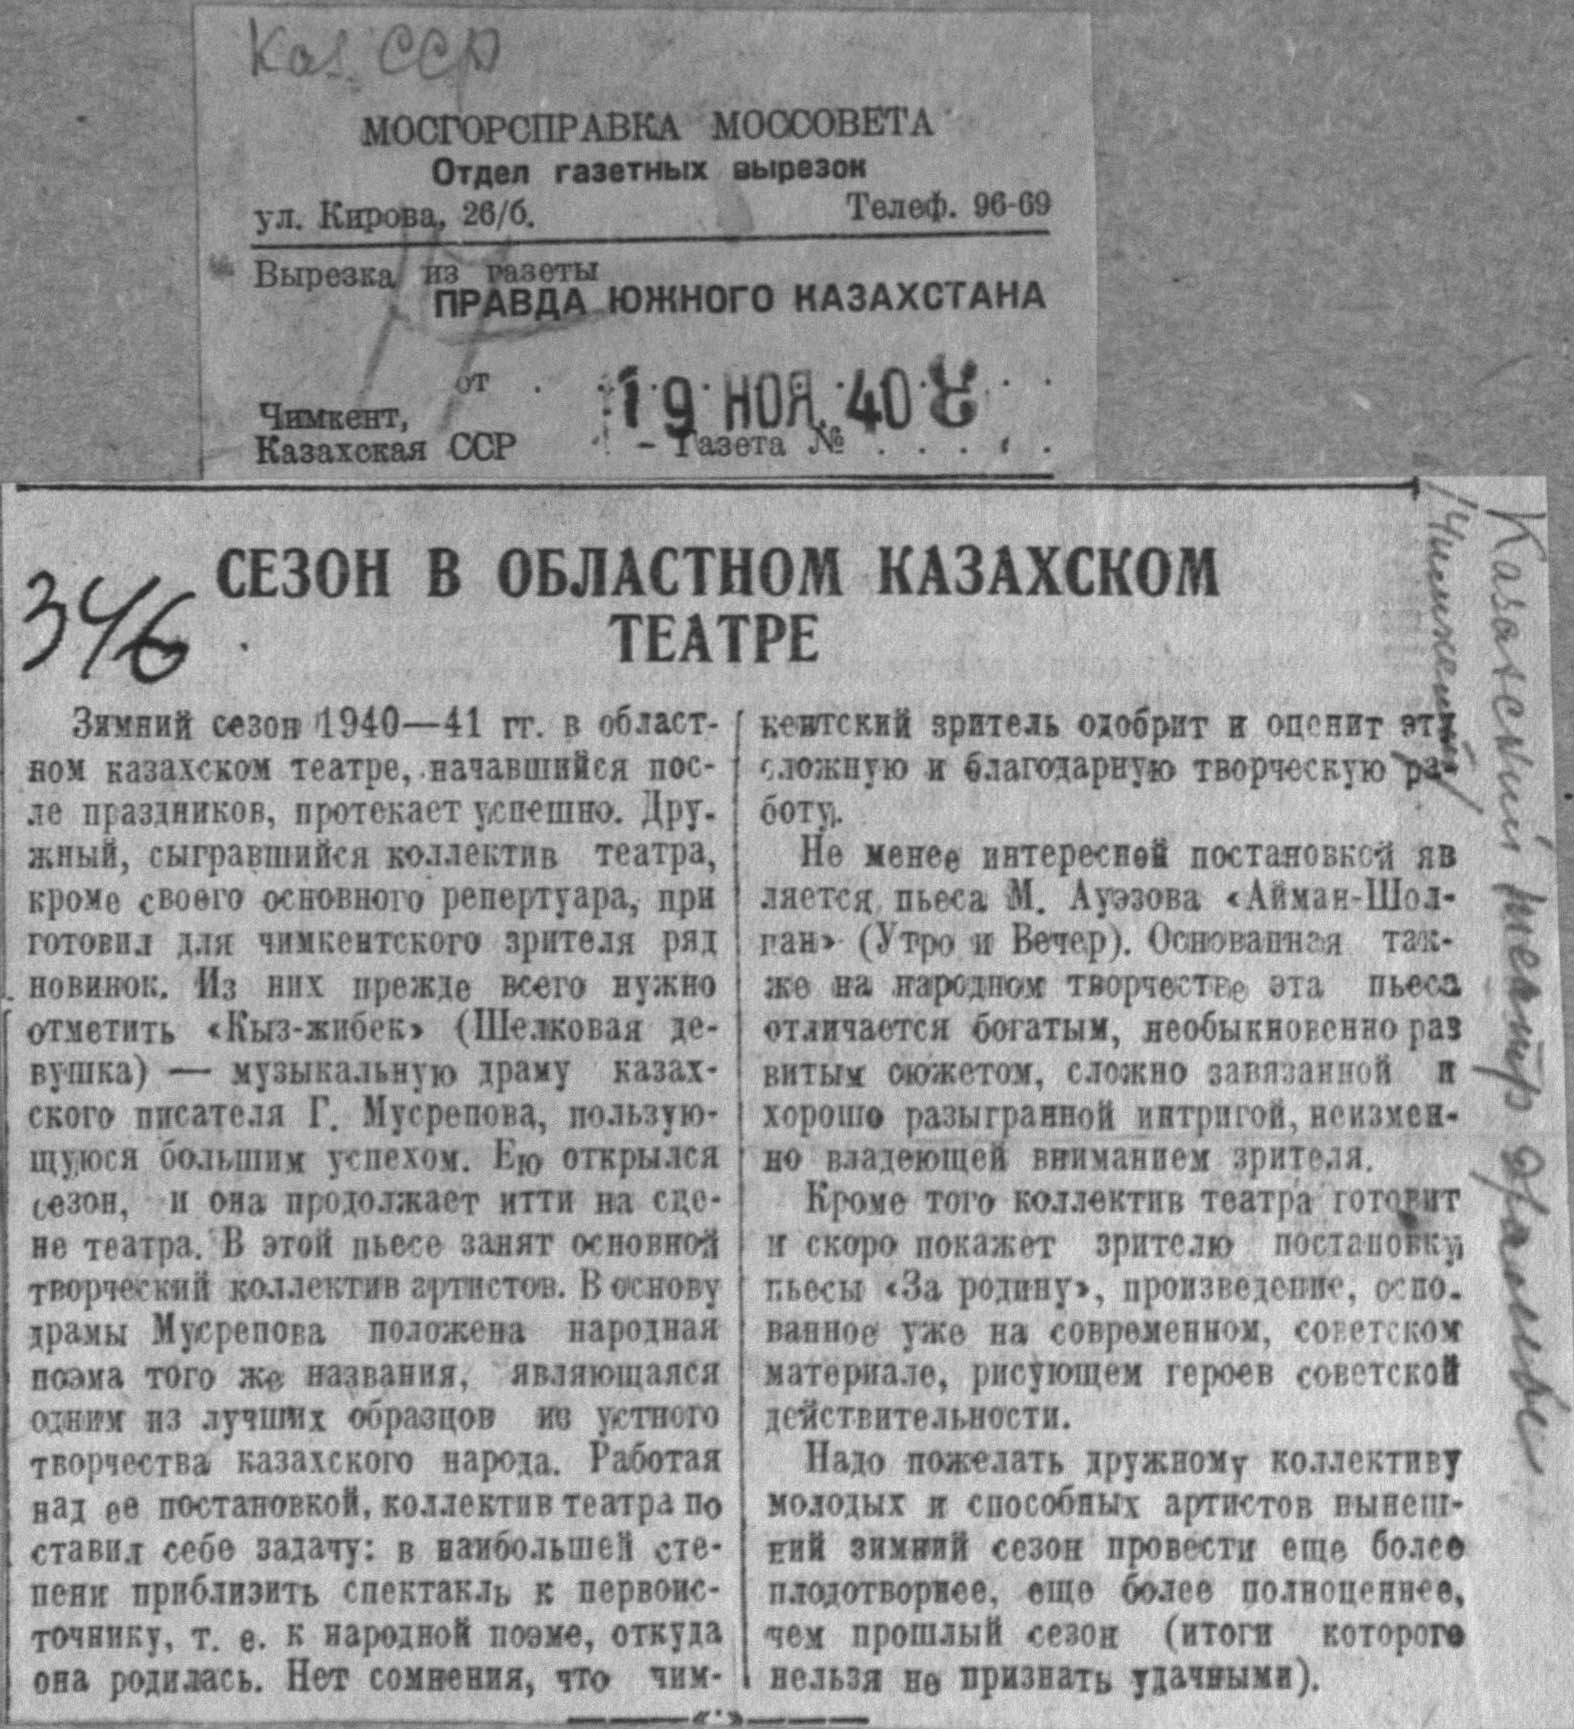 Каз. ССР
МОСГОРСПРАВКА МОССОВЕТА
Отдел газетных вырезок
ул. Кирова, 26/б. Телеф. 96-69
Вырезка из газеты
ПРАВДА ЮЖНОГО КАЗАХСТАНА
от
19 НОЯ 40
Чимкент,
Казахская ССР - Газета №
346
СЕЗОН В ОБЛАСТНОМ КАЗАХСКОМ
ТЕАТРЕ
Зимний сезон 1940—41 гг. в област-
ном казахском театре, начавшийся пос-
ле праздников, протекает успешно. Дру-
жный, сыгравшийся коллектив театра,
кроме своего основного репертуара, при
готовил для чимкентского зрителя ряд
новинок. Из них прежде всего нужно
отметить «Кыз-жибек» (Шелковая де-
вушка) — музыкальную драму казах-
ского писателя Г. Мусрепова, пользую-
щуюся большим успехом. Ею открылся
сезон, и она продолжает итти на сце-
не театра. В этой пьесе занят основной
творческий коллектив артистов. В основу
драмы Мусрепова положена народная
поэма того же названия, являющаяся
одним из лучших образцов из устного
творчества казахского народа. Работая
над ее постановкой, коллектив театра по
ставил себе задачу: в наибольшей сте-
пени приблизить спектакль к первоис-
точнику, т. е. к народной поэме, откуда
она родилась. Нет сомнения, что чим-
кентский зритель одобрит и оценит эту
сложную и благодарную творческую ра-
боту.
Не менее интересной постановкой яв
ляется пьеса М. Ауэзова «Айман-Шол-
пан» (Утро и Вечер). Основанная так-
же на народном творчестве эта пьеса
отличается богатым, необыкновенно раз
витым сюжетом, сложно завязанной и
хорошо разыгранной интригой, неизмен-
но владеющей вниманием зрителя.
Кроме того коллектив театра готовит
и скоро покажет зрителю постановку
пьесы «За родину», произведение, осно-
ванное уже на современном, советском
материале, рисующем героев советской
действительности.
Надо пожелать дружному коллективу
молодых и способных артистов нынеш-
ний зимний сезон провести еще более
плодотворнее, еще более полноценнее,
чем прошлый сезон (итоги которого
нельзя не признать удачными).
Казахский театр драмы
/Чимкент/